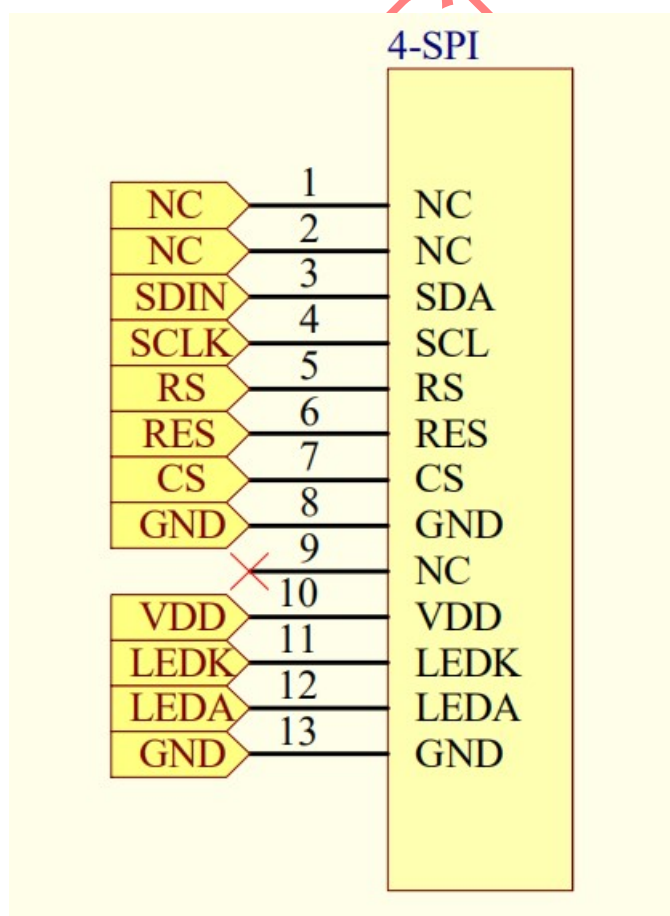 4-SPI
NC 1 NC
NC 2 NC
SDIN 3 SDA
SCLK 4 SCL
RS 5 RS
RES 6 RES
CS 7 CS
GND 8 GND
9 NC
VDD 10 VDD
LEDK 11 LEDK
LEDA 12 LEDA
GND 13 GND